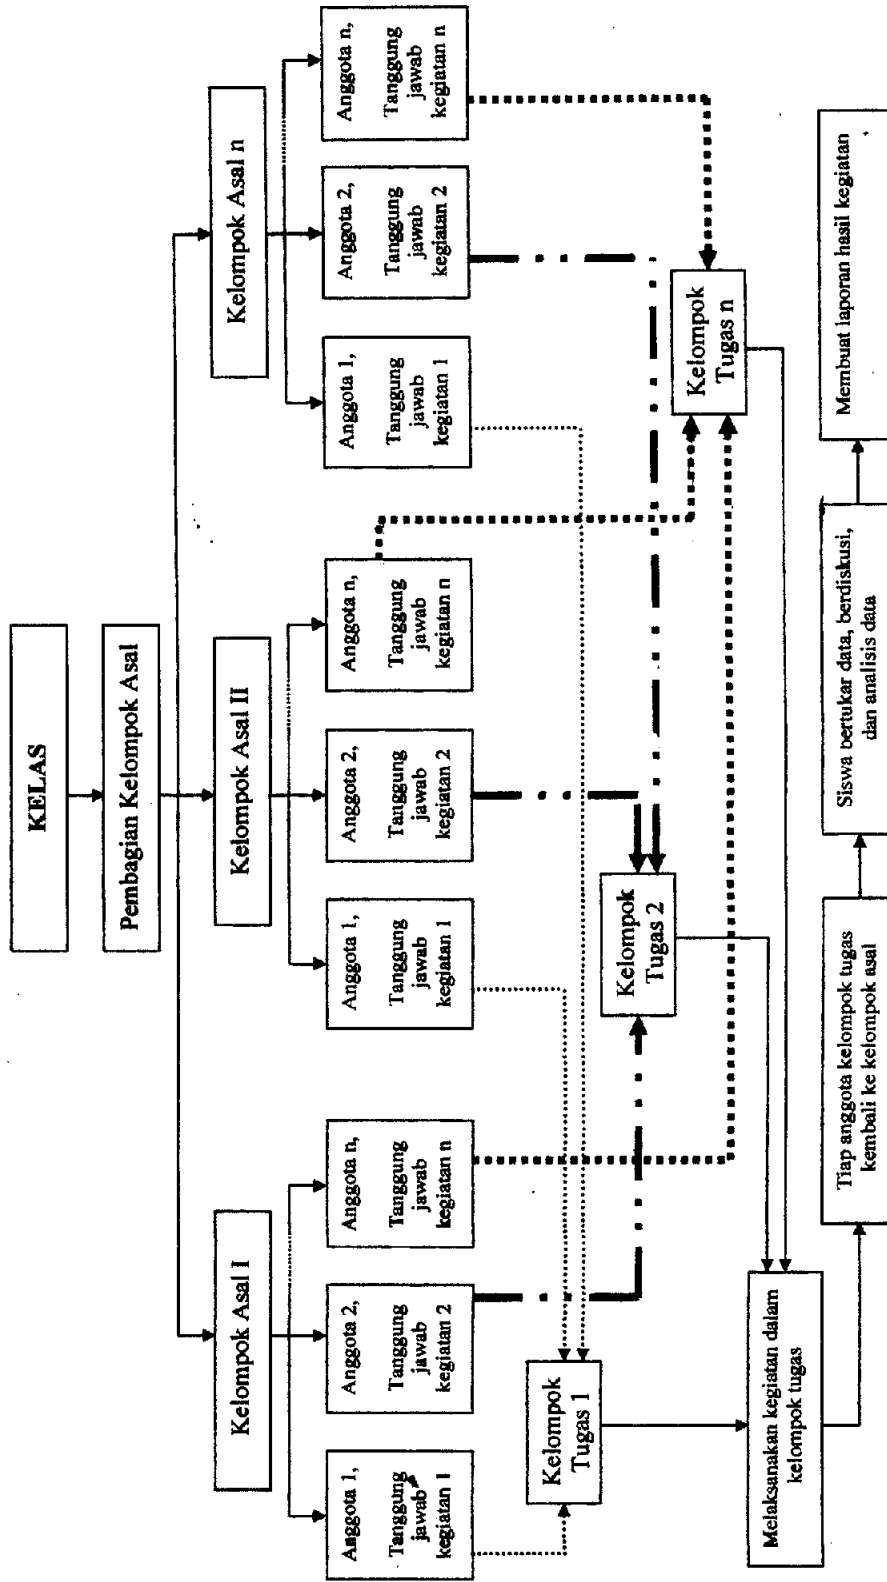 KELAS
Pembagian Kelompok Asal
Kelompok Asal I
Kelompok Asal II
Kelompok Asal n
Anggota 1,
Tanggung
jawab
kegiatan 1
Anggota 2,
Tanggung
jawab
kegiatan 2
Anggota n,
Tanggung
jawab
kegiatan n
Anggota 1,
Tanggung
jawab
kegiatan 1
Anggota 2,
Tanggung
jawab
kegiatan 2
Anggota n,
Tanggung
jawab
kegiatan n
Anggota 1,
Tanggung
jawab
kegiatan 1
Anggota 2,
Tanggung
jawab
kegiatan 2
Anggota n,
Tanggung
jawab
kegiatan n
Kelompok
Tugas 1
Kelompok
Tugas 2
Kelompok
Tugas n
Melaksanakan kegiatan dalam
kelompok tugas
Tiap anggota kelompok tugas
kembali ke kelompok asal
Siswa bertukar data, berdiskusi,
dan analisis data
Membuat laporan hasil kegiatan